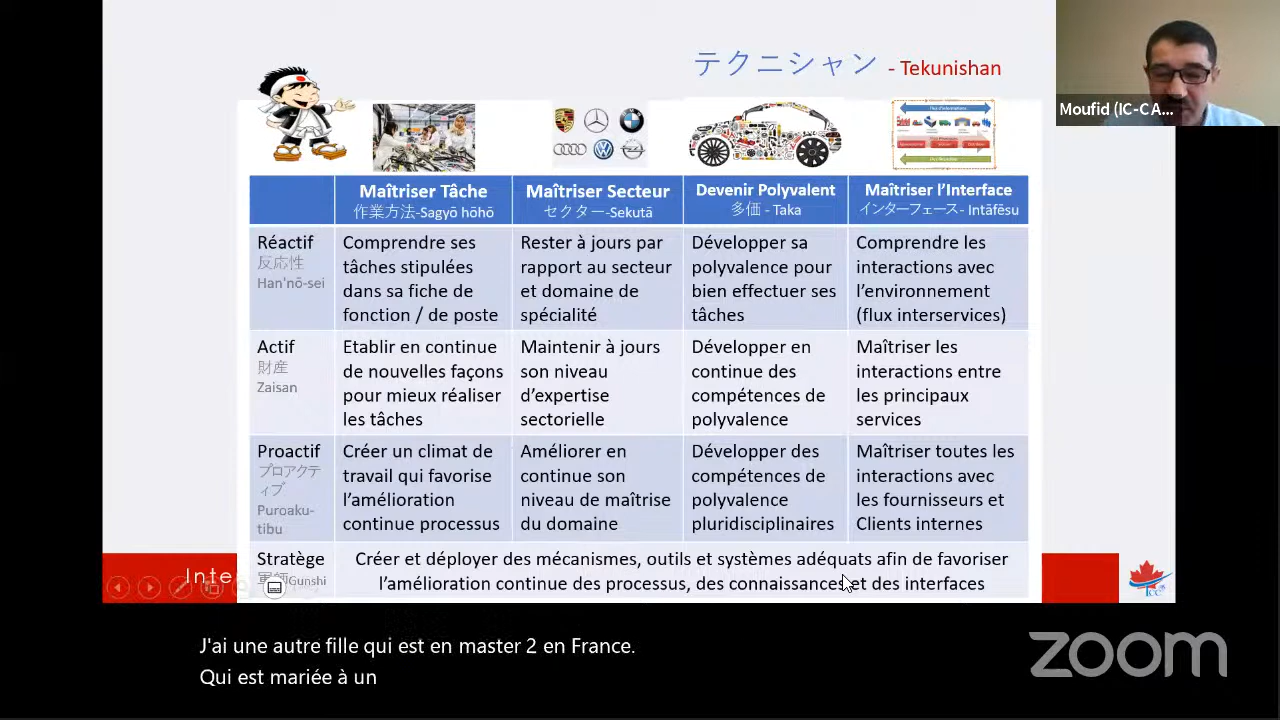 テクニシャン - Tekunishan
Moufid (IC-CA...
Maîtriser Tâche
作業方法-Sagyō hōhō
Maîtriser Secteur
セクター-Sekutā
Devenir Polyvalent
多価 - Taka
Maîtriser l'Interface
インターフェース- Intāfēsu
Réactif
反応性
Han'nō-sei
Comprendre ses
tâches stipulées
dans sa fiche de
fonction / de poste
Rester à jours par
rapport au secteur
et domaine de
spécialité
Développer sa
polyvalence pour
bien effectuer ses
tâches
Comprendre les
interactions avec
l'environnement
(flux interservices)
Actif
財産
Zaisan
Etablir en continue
de nouvelles façons
pour mieux réaliser
les tâches
Maintenir à jours
son niveau
d'expertise
sectorielle
Développer en
continue des
compétences de
polyvalence
Maîtriser les
interactions entre
les principaux
services
Proactif
プロアクテ
ィブ
Puroaku-
tibu
Créer un climat de
travail qui favorise
l'amélioration
continue processus
Améliorer en
continue son
niveau de maîtrise
du domaine
Développer des
compétences de
polyvalence
pluridisciplinaires
Maîtriser toutes les
interactions avec
les fournisseurs et
Clients internes
Stratège
軍師 Gunshi
Créer et déployer des mécanismes, outils et systèmes adéquats afin de favoriser
l'amélioration continue des processus, des connaissances et des interfaces
Inte
Icc
J'ai une autre fille qui est en master 2 en France.
Qui est mariée à un
zoom